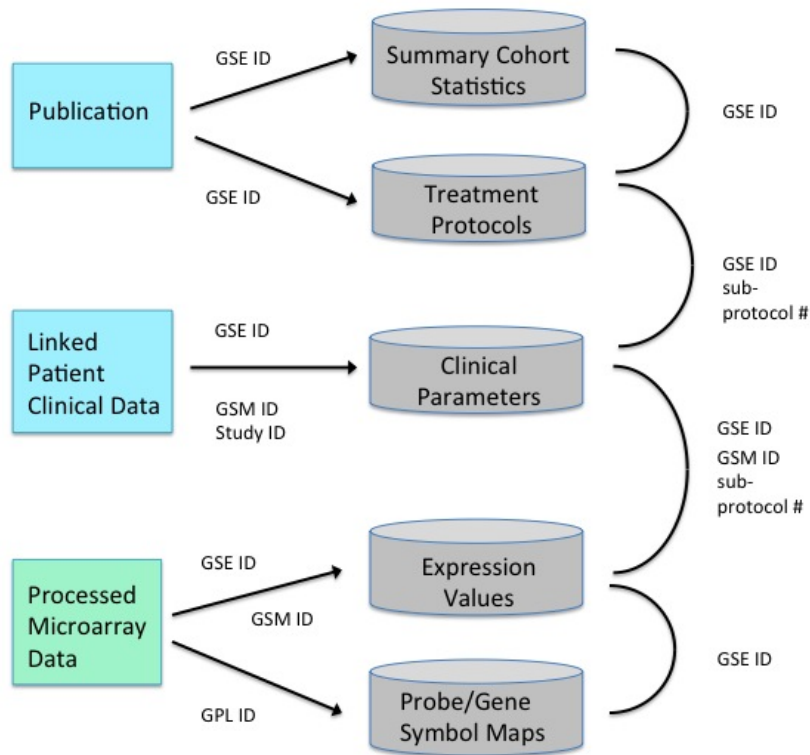 GSE ID
Summary Cohort
Statistics
Publication
GSE ID
GSE ID
Treatment
Protocols
GSE ID
sub-
protocol #
Linked
Patient
Clinical Data
GSE ID
GSM ID
Study ID
Clinical
Parameters
GSE ID
GSM ID
sub-
protocol #
Processed
Microarray
Data
GSE ID
GSM ID
Expression
Values
GSE ID
GPL ID
Probe/Gene
Symbol Maps